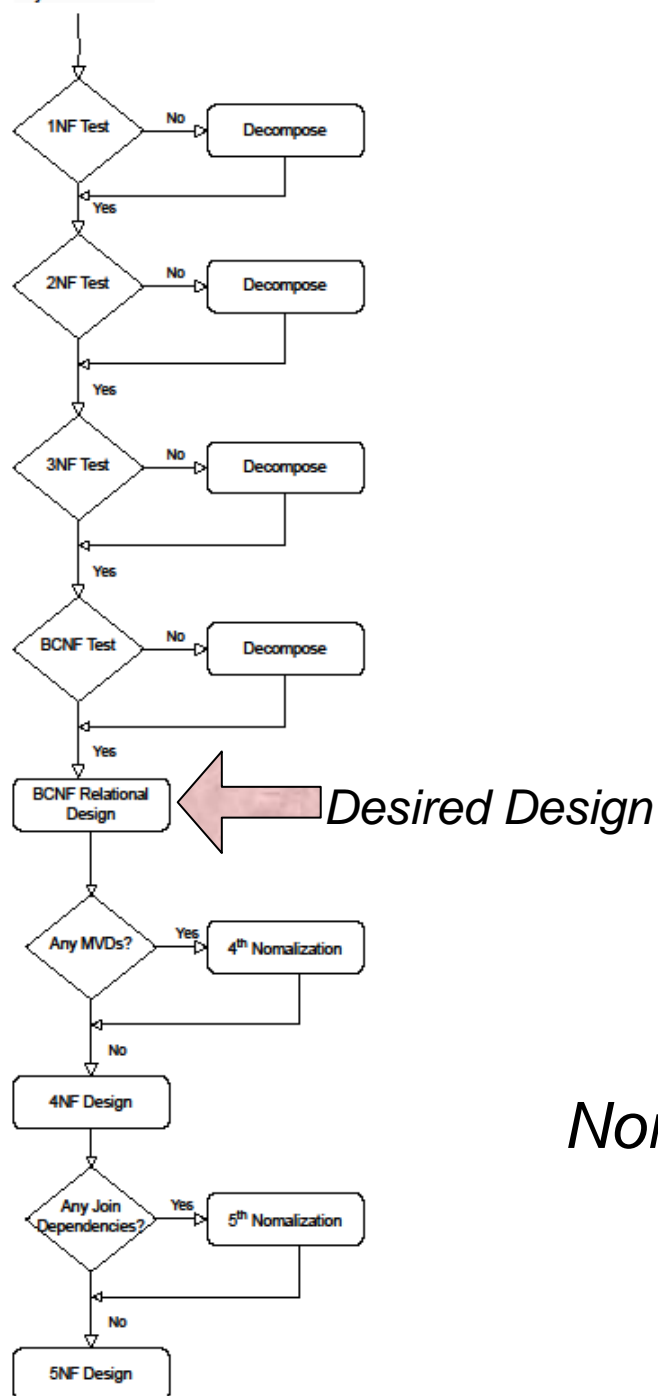 1NF Test
No
Decompose
Yes
2NF Test
No
Decompose
Yes
3NF Test
No
Decompose
Yes
BCNF Test
No
Decompose
Yes
BCNF Relational
Design
Desired Design
Any MVDs?
Yes
4th Nomalization
No
4NF Design
Any Join
Dependencies?
Yes
5th Nomalization
No
5NF Design